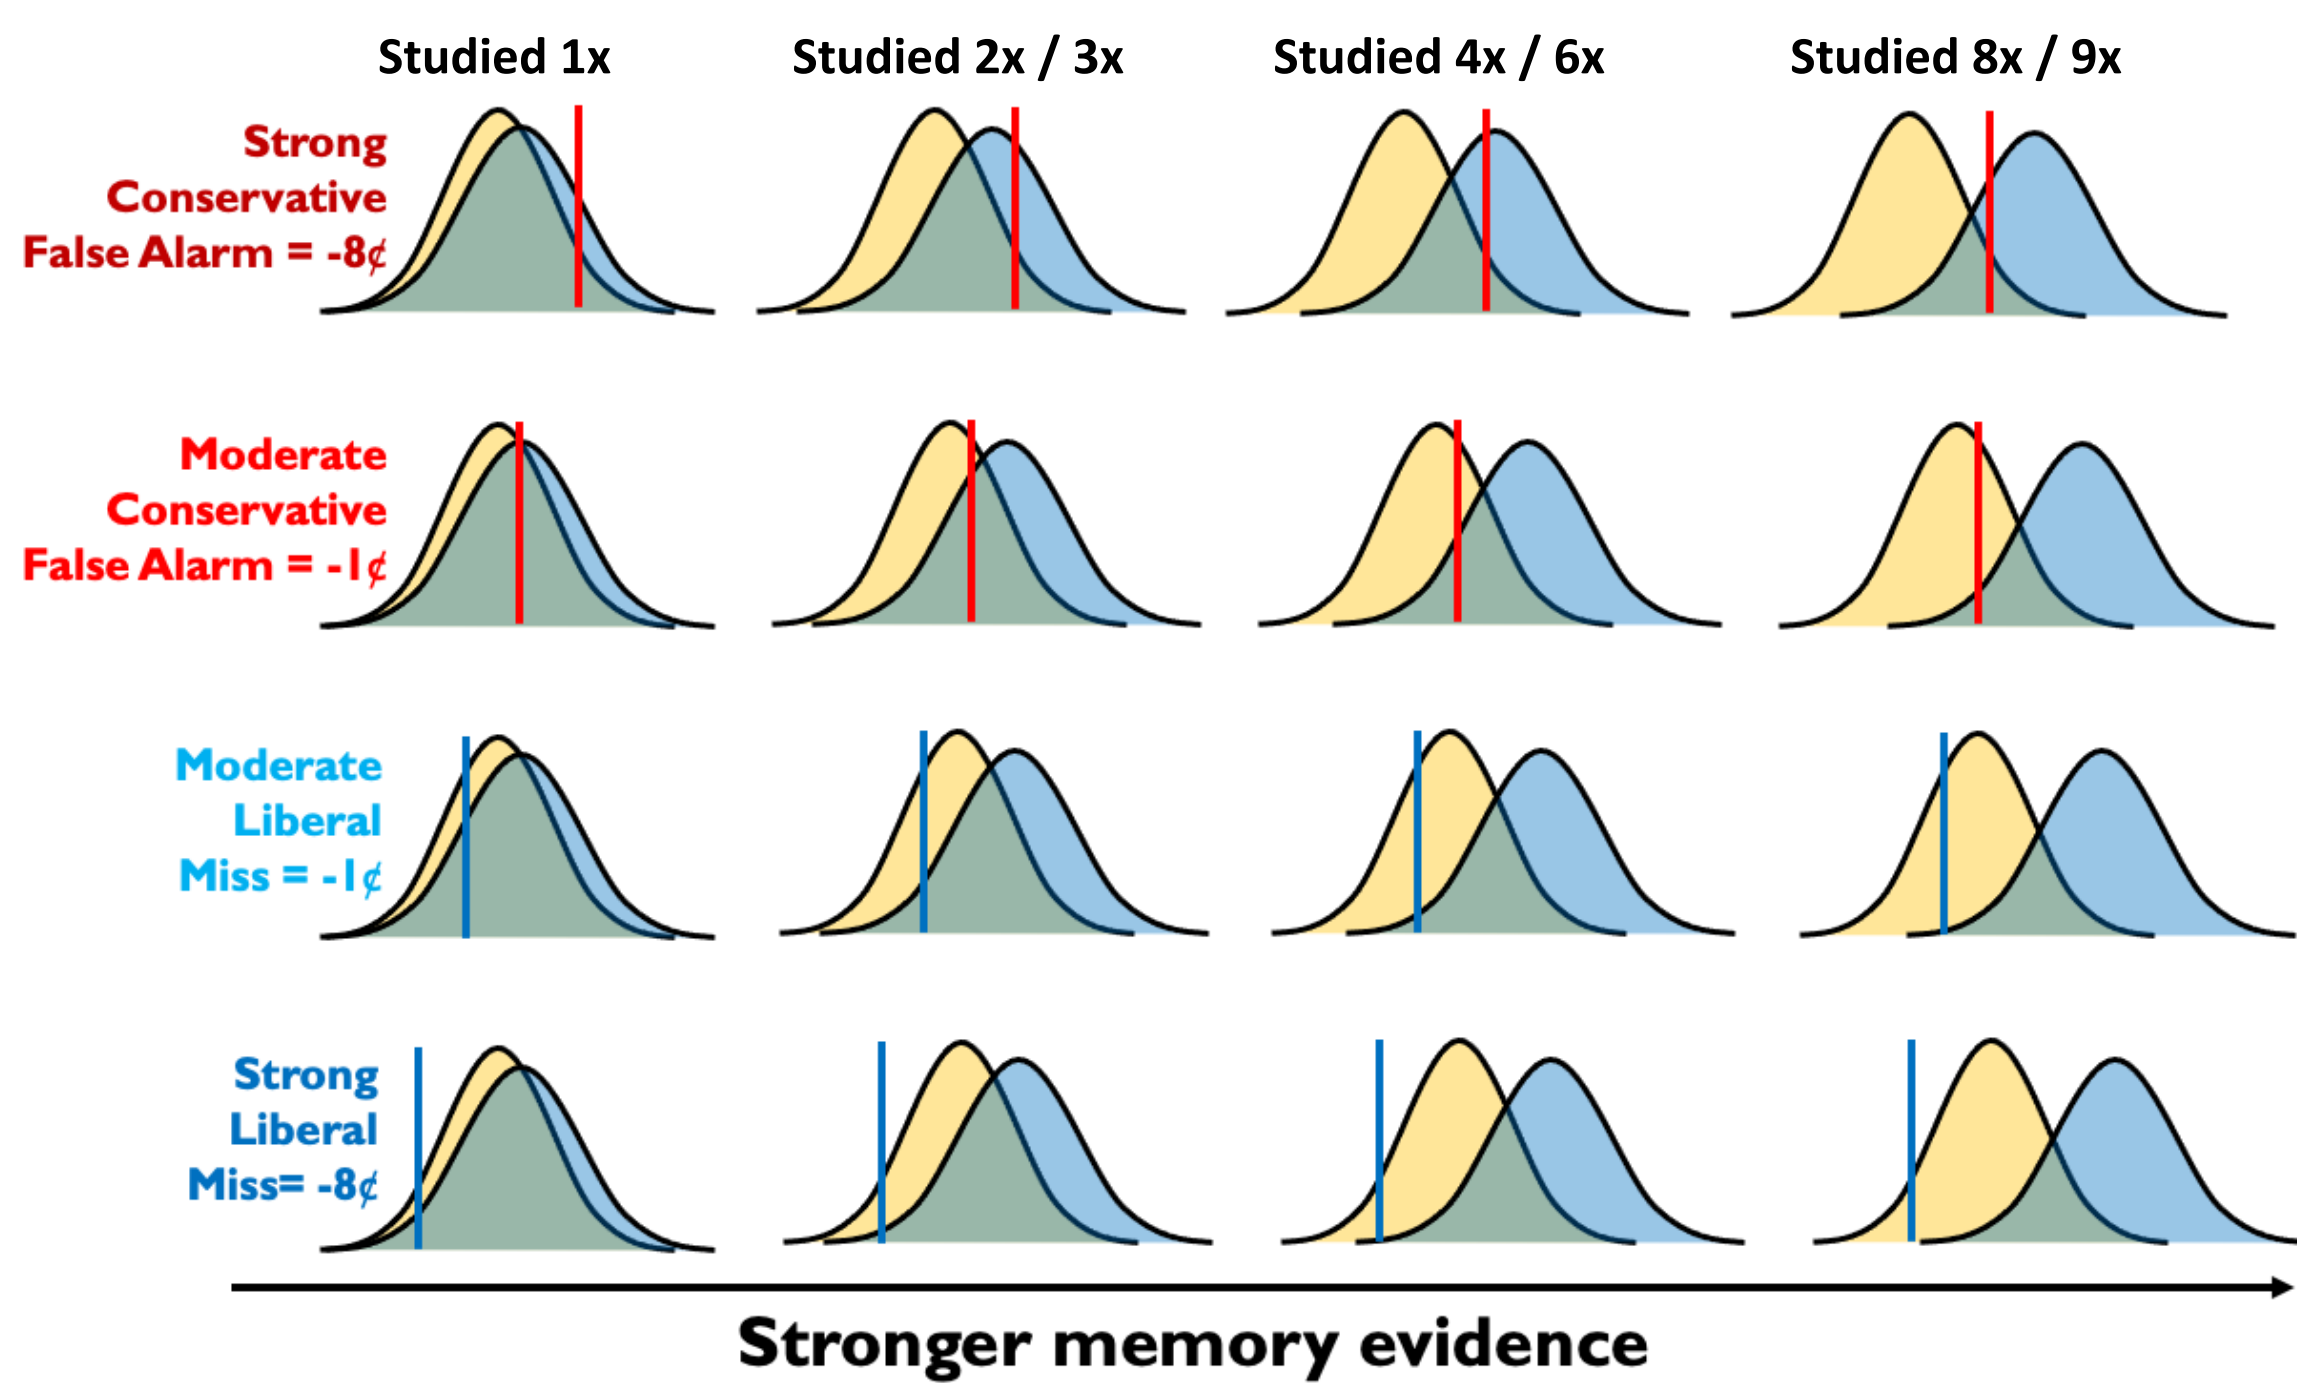 Studied 1x
Studied 2x / 3x
Studied 4x / 6x
Studied 8x / 9x
Strong
Conservative
False Alarm = -8¢
Moderate
Conservative
False Alarm = -1¢
Moderate
Liberal
Miss = -1¢
Strong
Liberal
Miss= -8¢
Stronger memory evidence